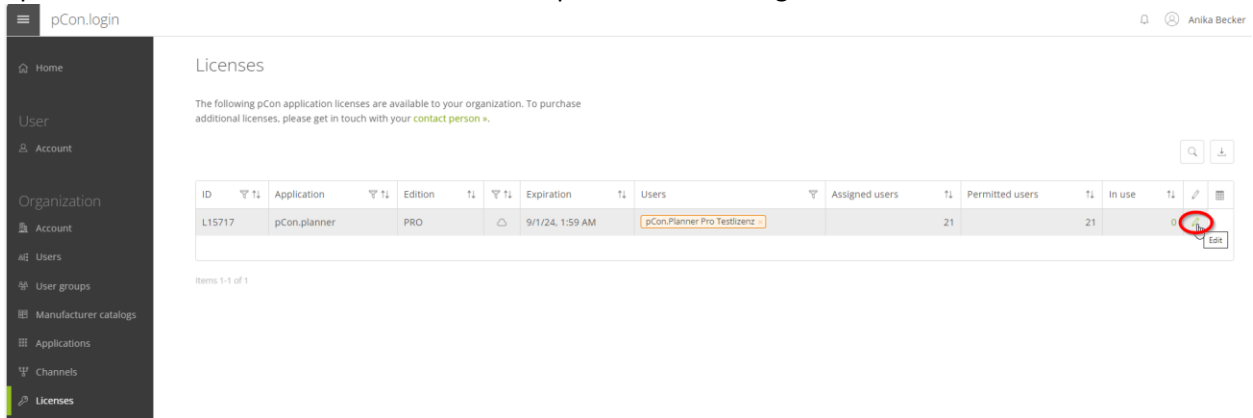 pCon.login
Anika Becker
Home
User
Account
Organization
Account
Users
User groups
Manufacturer catalogs
Applications
Channels
Licenses
Licenses
The following pCon application licenses are available to your organization. To purchase
additional licenses, please get in touch with your contact person ».
ID Application Edition Expiration Users Assigned users Permitted users In use
L15717 pCon.planner PRO 9/1/24, 1:59 AM pCon.Planner Pro Testlizenz × 21 21 0
Edit
Items 1-1 of 1